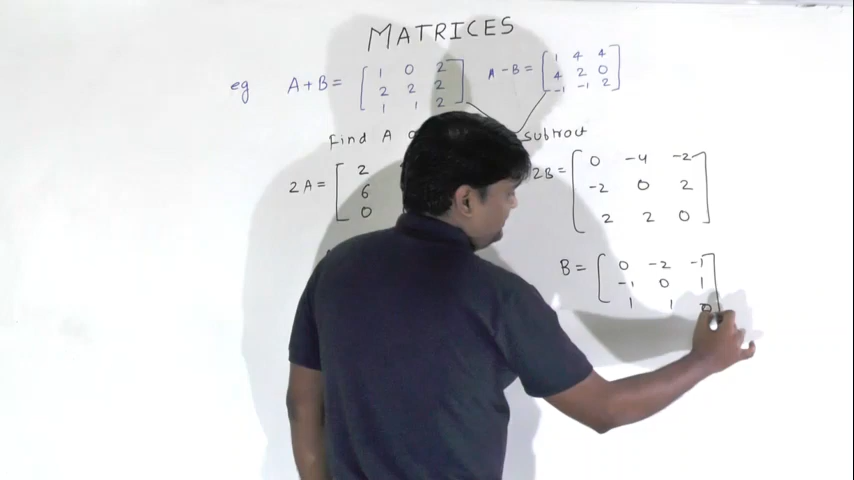 MATRICES
eg A+B= [ 1 0 2 A-B= [ 1 4 4
2 2 2 4 2 0
1 1 2 ] -1 -1 2 ]
Find A subtract
2A= [ 2 2B= [ 0 -4 -2
6 -2 0 2
0 2 2 0 ]
B= [ 0 -2 -1
-1 0 1
1 1 0 ]